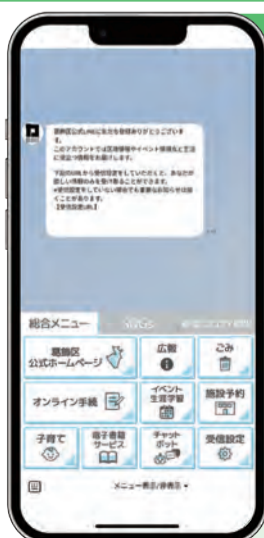 葛飾区公式LINEに友だち登録ありがとうございます。
このアカウントでは区政情報やイベント情報など生活に役立つ情報をお届けします。
下記のURLから受信設定をしていただくと、あなたが欲しい情報のみを受け取ることができます。
※受信設定をしていない場合でも重要なお知らせは届くことがあります。
【受信設定URL】
総合メニュー
葛飾区
公式ホームページ
広報
ごみ
オンライン手続
イベント
生涯学習
施設予約
子育て
電子書籍
サービス
チャット
ボット
受信設定
メニュー表示/非表示